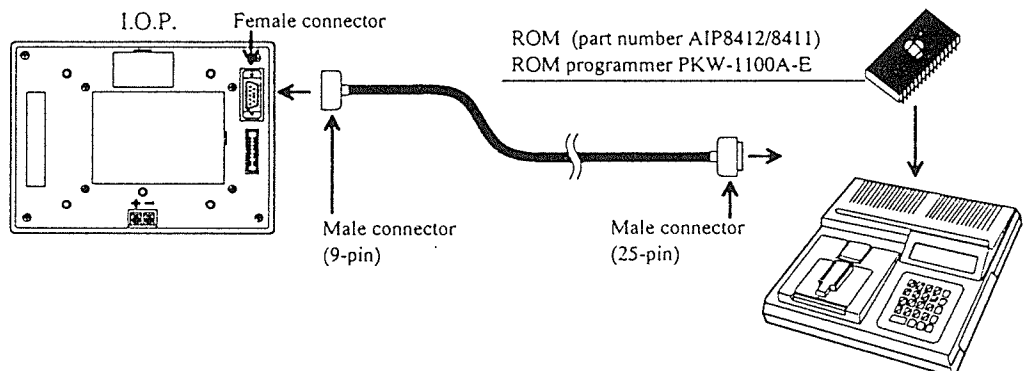 I.O.P.
Female connector
ROM (part number AIP8412/8411)
ROM programmer PKW-1100A-E
+ −
Male connector
(9-pin)
Male connector
(25-pin)